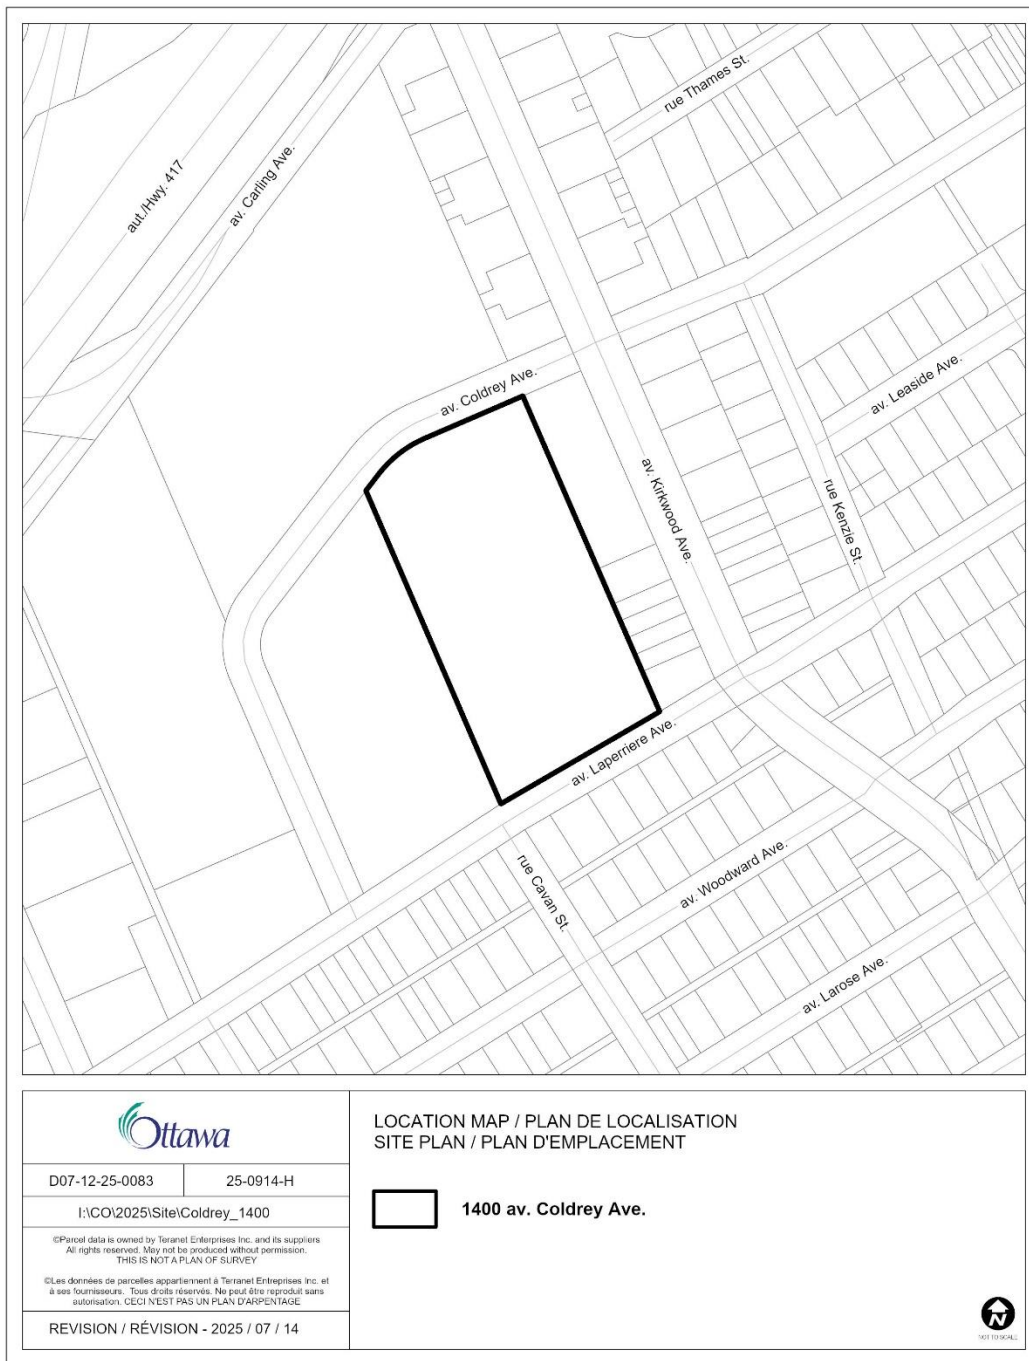 rue Thames St.
aut./Hwy. 417
av. Carling Ave.
av. Coldrey Ave.
av. Leaside Ave.
av. Kirkwood Ave.
rue Kenzie St.
av. Laperriere Ave.
rue Cavan St.
av. Woodward Ave.
av. Larose Ave.
Ottawa
D07-12-25-0083
25-0914-H
I:\CO\2025\Site\Coldrey_1400
©Parcel data is owned by Teranet Enterprises Inc. and its suppliers
All rights reserved. May not be produced without permission.
THIS IS NOT A PLAN OF SURVEY
©Les données de parcelles appartiennent à Terranet Entreprises Inc. et
à ses fournisseurs. Tous droits réservés. Ne peut être reproduit sans
autorisation. CECI N'EST PAS UN PLAN D'ARPENTAGE
REVISION / RÉVISION - 2025 / 07 / 14
LOCATION MAP / PLAN DE LOCALISATION
SITE PLAN / PLAN D'EMPLACEMENT
1400 av. Coldrey Ave.
N
NOT TO SCALE